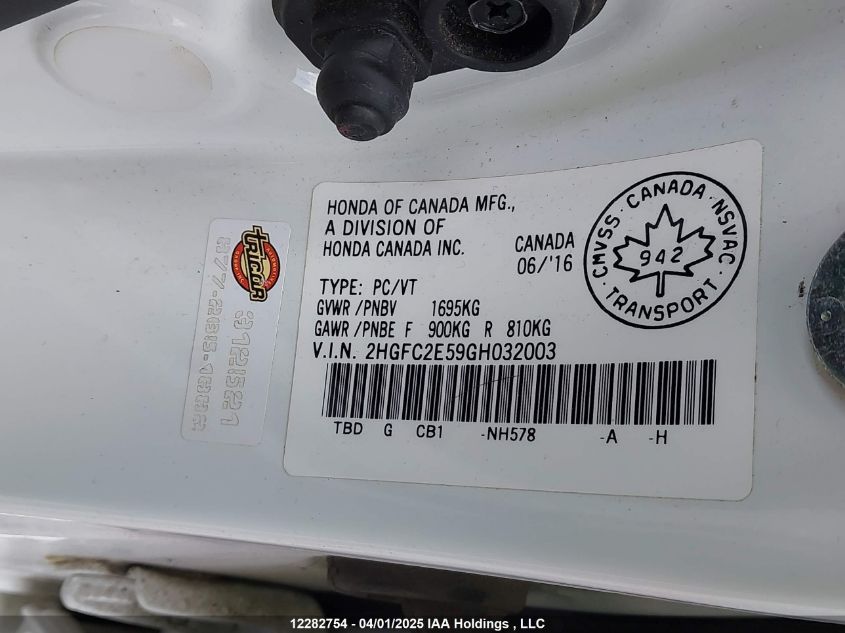 HONDA OF CANADA MFG.,
A DIVISION OF
HONDA CANADA INC.
CANADA
06/'16
TYPE: PC/VT
GVWR/PNBV 1695KG
GAWR/PNBE F 900KG R 810KG
V.I.N. 2HGFC2E59GH032003
TBD G CB1 -NH578 -A -H
CMVSS · CANADA · NSVAC ·
942
TRANSPORT
TRICOR
3121521
12282754 - 04/01/2025 IAA Holdings , LLC